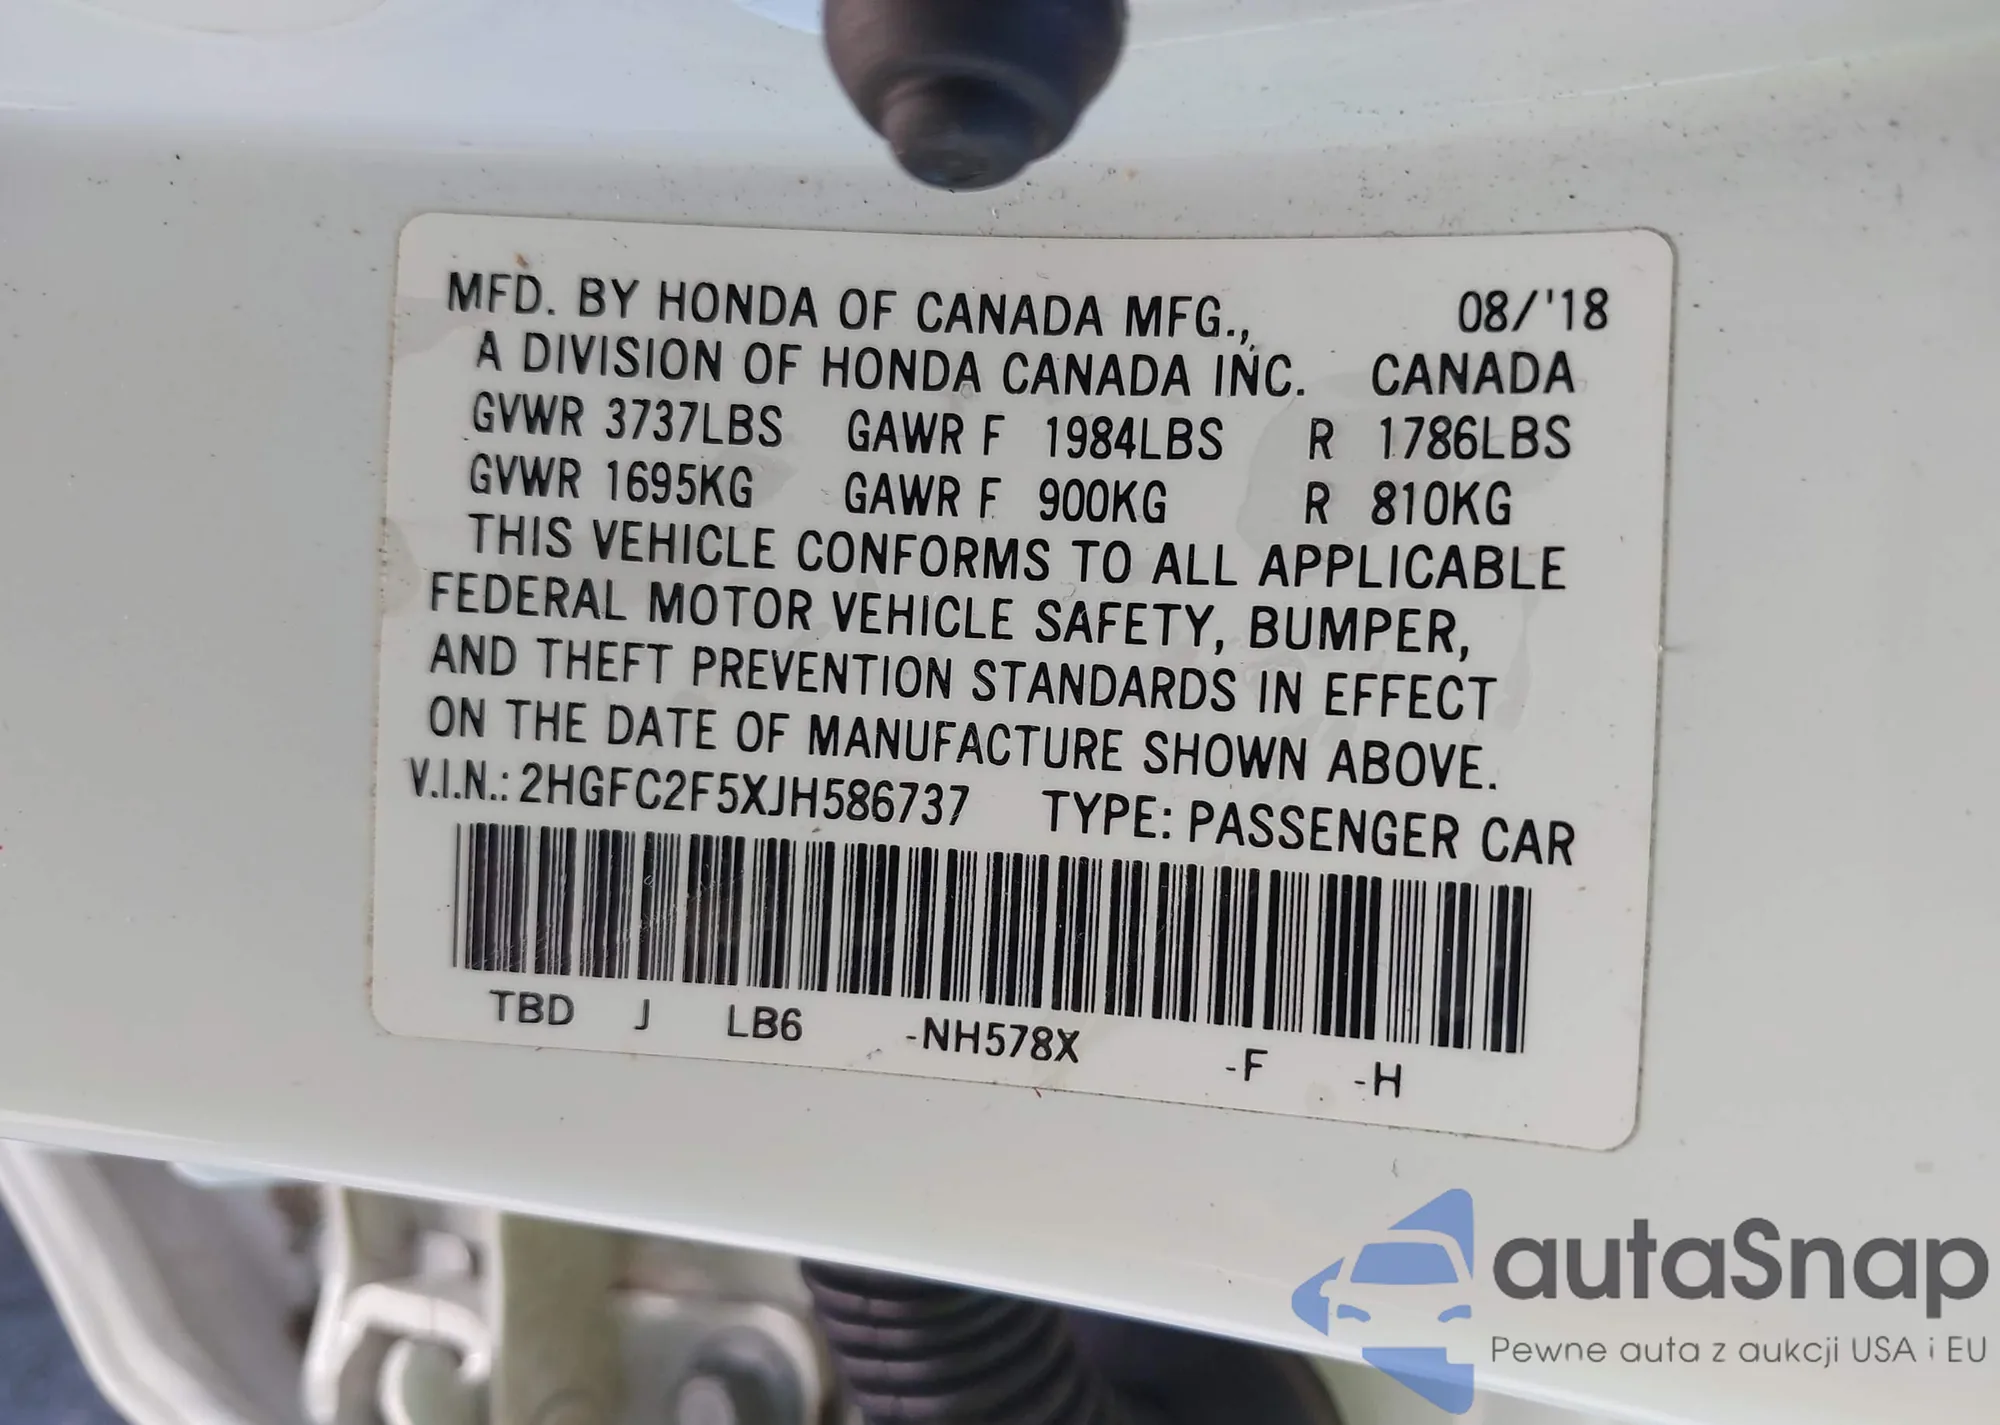 MFD. BY HONDA OF CANADA MFG., 08/'18
A DIVISION OF HONDA CANADA INC. CANADA
GVWR 3737LBS GAWR F 1984LBS R 1786LBS
GVWR 1695KG GAWR F 900KG R 810KG
THIS VEHICLE CONFORMS TO ALL APPLICABLE
FEDERAL MOTOR VEHICLE SAFETY, BUMPER,
AND THEFT PREVENTION STANDARDS IN EFFECT
ON THE DATE OF MANUFACTURE SHOWN ABOVE.
V.I.N.: 2HGFC2F5XJH586737 TYPE: PASSENGER CAR
TBD J LB6 -NH578X -F -H
autaSnap
Pewne auta z aukcji USA i EU